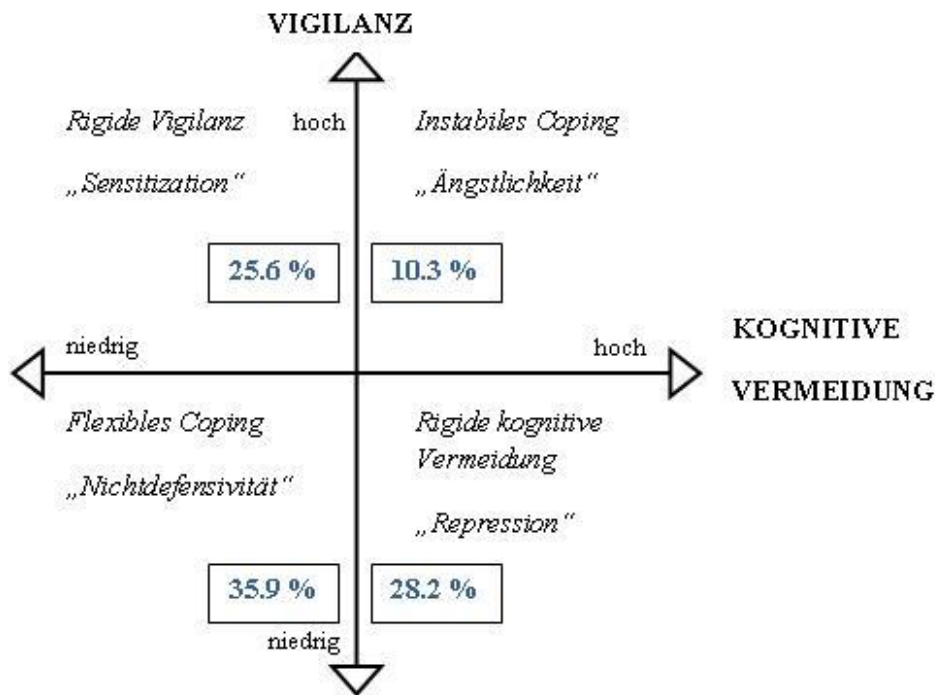 VIGILANZ
Rigide Vigilanz
hoch
Instabiles Coping
„Sensitization“
„Ängstlichkeit“
25.6 %
10.3 %
niedrig
hoch
KOGNITIVE
VERMEIDUNG
Flexibles Coping
„Nichtdefensivität“
Rigide kognitive
Vermeidung
„Repression“
35.9 %
28.2 %
niedrig